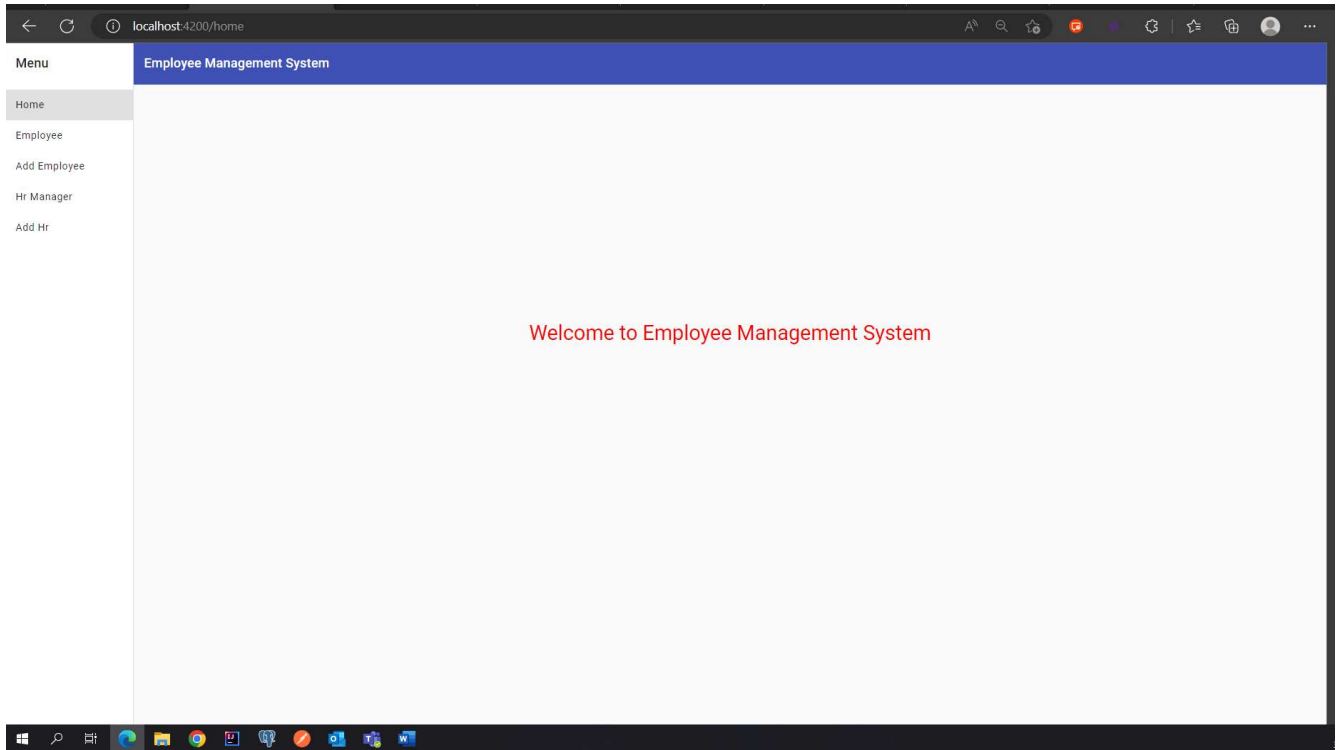 localhost:4200/home
Menu
Employee Management System
Home
Employee
Add Employee
Hr Manager
Add Hr
Welcome to Employee Management System